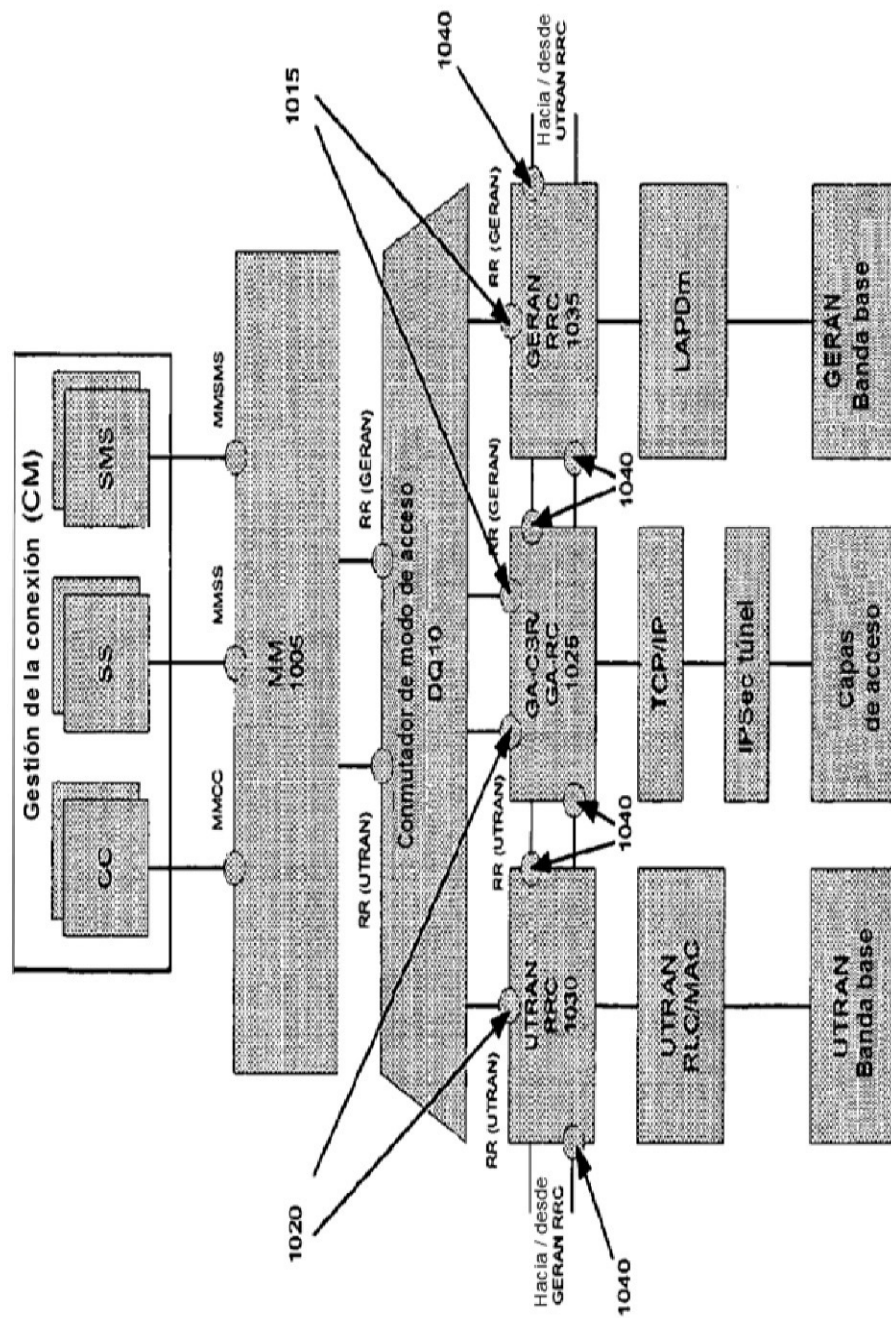 Gestión de la conexión (CM)
CC
SS
SMS
MMCC
MMSS
MMSMS
MM
1005
RR (UTRAN)
RR (GERAN)
1020
1015
Conmutador de modo de acceso
DQ10
RR (UTRAN)
RR (UTRAN)
RR (GERAN)
RR (GERAN)
1040
Hacia / desde
GERAN RRC
UTRAN
RRC
1030
GA-CSR/
GA-RC
1025
GERAN
RRC
1035
Hacia / desde
UTRAN RRC
1040
1040
1040
UTRAN
RLC/MAC
TCP/IP
IPSec túnel
LAPDm
UTRAN
Banda base
Capas
de acceso
GERAN
Banda base